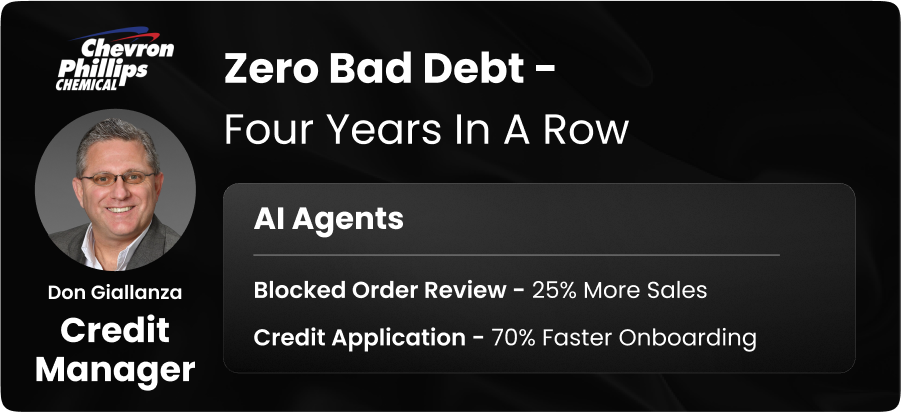 Chevron
Phillips
CHEMICAL
Don Giallanza
Credit
Manager
Zero Bad Debt –
Four Years In A Row
AI Agents
Blocked Order Review – 25% More Sales
Credit Application – 70% Faster Onboarding